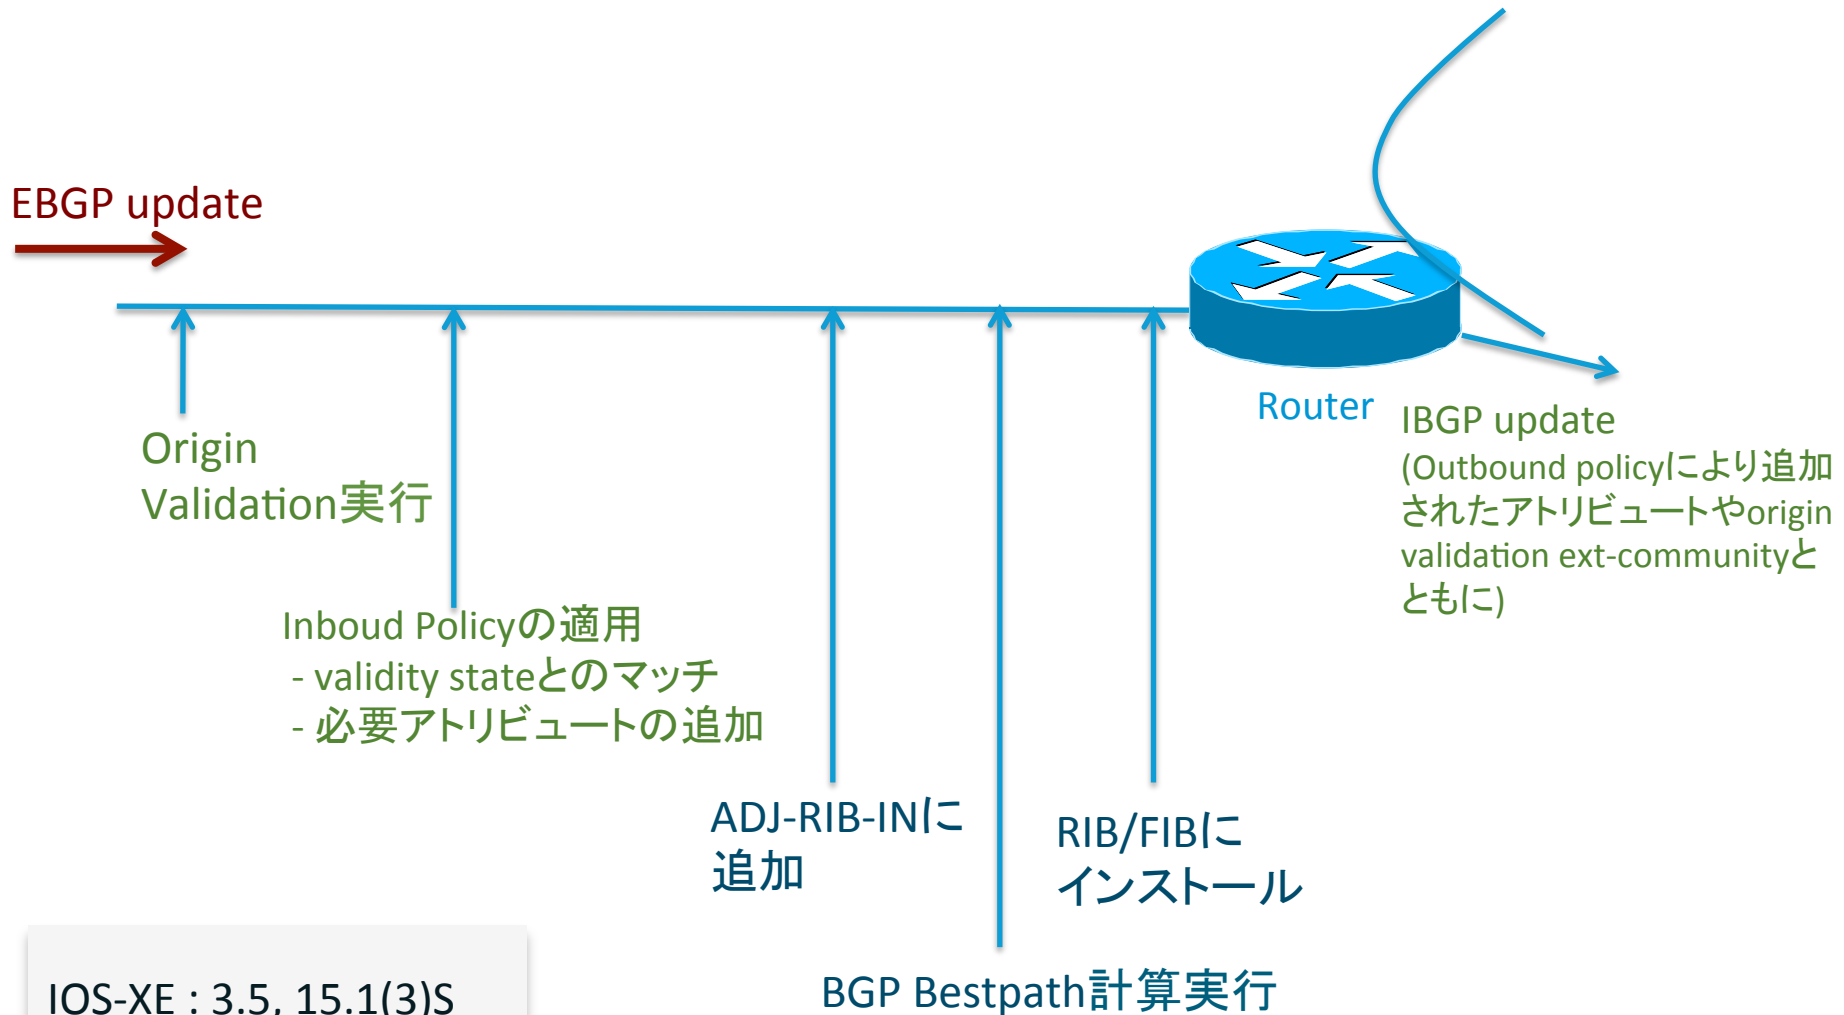 EBGP update
Origin
Validation実行
Inboud Policyの適用
- validity stateとのマッチ
- 必要アトリビュートの追加
ADJ-RIB-INに
追加
BGP Bestpath計算実行
RIB/FIBに
インストール
Router
IBGP update
(Outbound policyにより追加
されたアトリビュートやorigin
validation ext-communityと
ともに)
IOS-XE : 3.5, 15.1(3)S